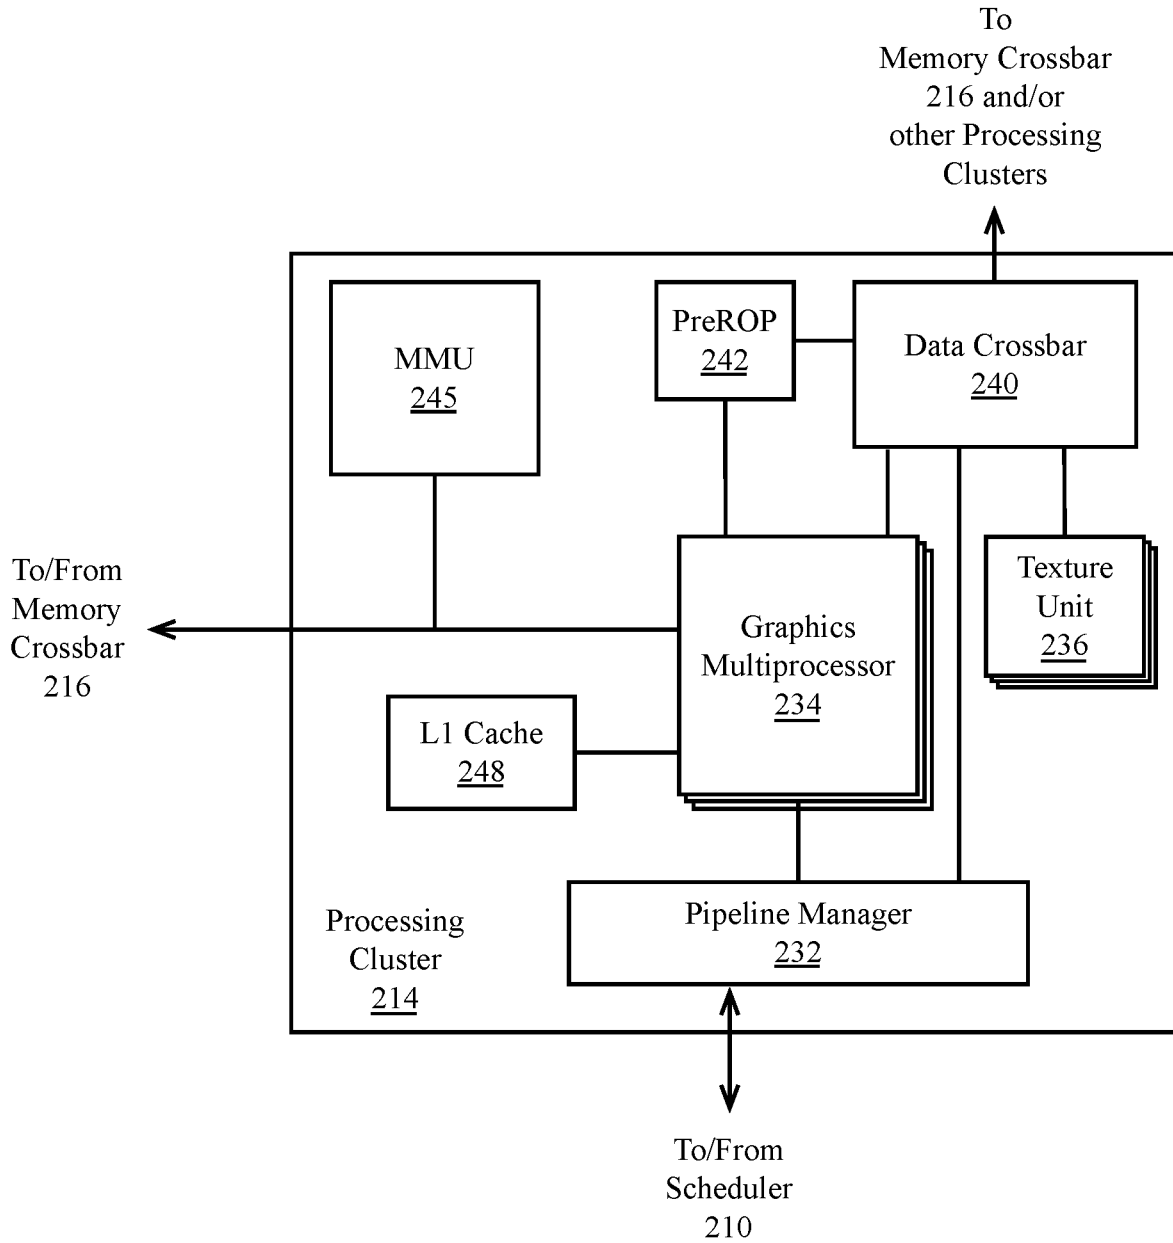 To
Memory Crossbar
216 and/or
other Processing
Clusters
MMU
245
PreROP
242
Data Crossbar
240
To/From
Memory
Crossbar
216
Graphics
Multiprocessor
234
Texture
Unit
236
L1 Cache
248
Pipeline Manager
232
Processing
Cluster
214
To/From
Scheduler
210